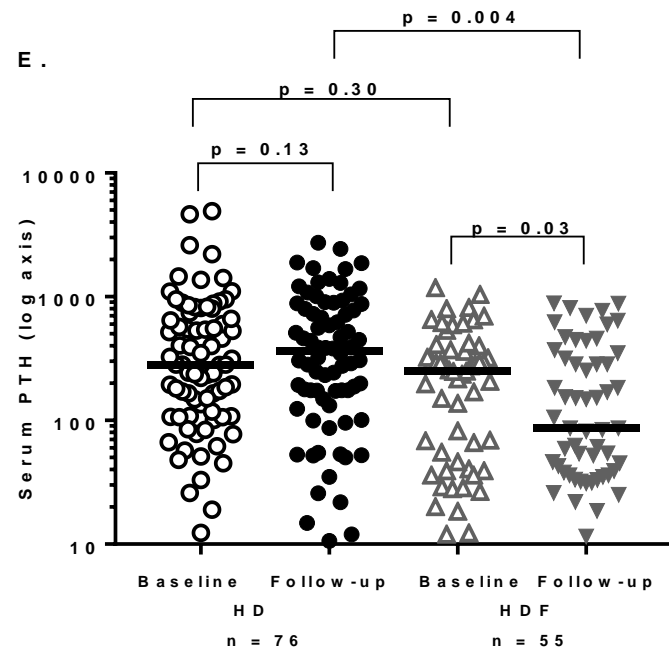 p = 0.004
E.
p = 0.30
p = 0.13
p = 0.03
Serum PTH (log axis)
10000
1000
100
10
Baseline Follow-up Baseline Follow-up
HD HDF
n = 76 n = 55